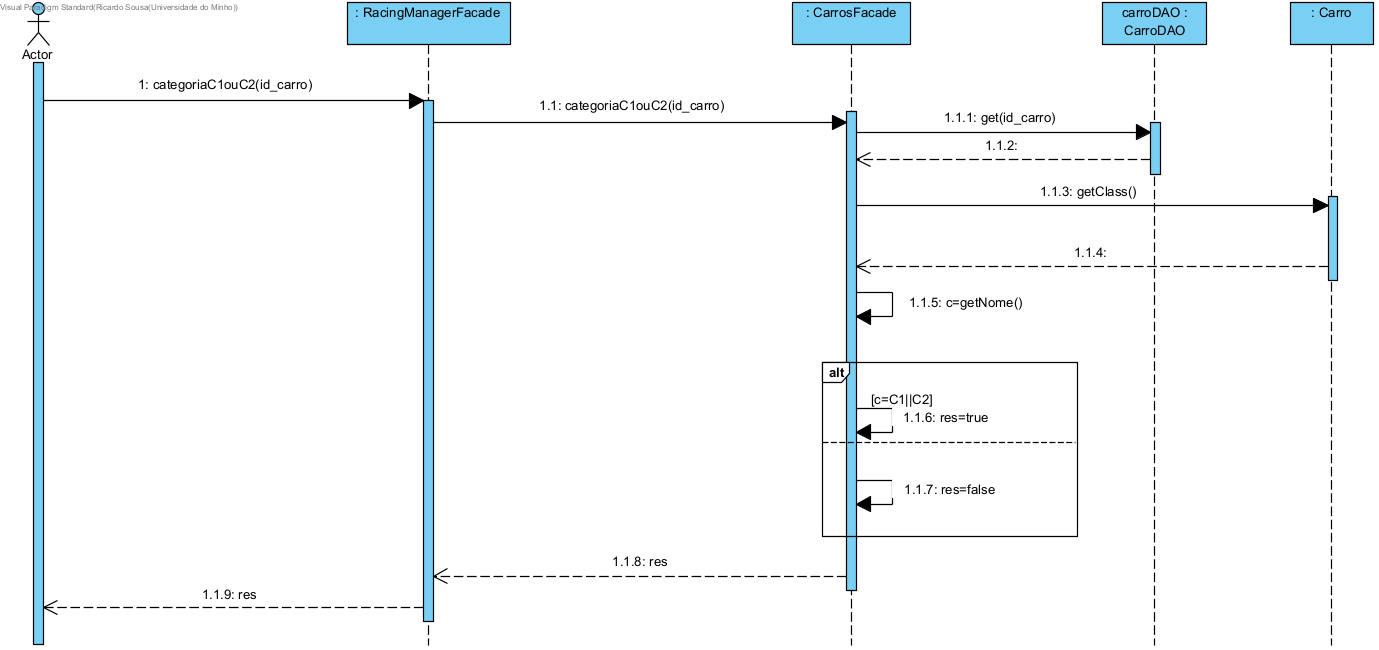 Visual Paradigm Standard(Ricardo Sousa(Universidade do Minho))
Actor
: RacingManagerFacade
: CarrosFacade
carroDAO :
CarroDAO
: Carro
1: categoriaC1ouC2(id_carro)
1.1: categoriaC1ouC2(id_carro)
1.1.1: get(id_carro)
1.1.2:
1.1.3: getClass()
1.1.4:
1.1.5: c=getNome()
alt
[c=C1||C2]
1.1.6: res=true
1.1.7: res=false
1.1.8: res
1.1.9: res